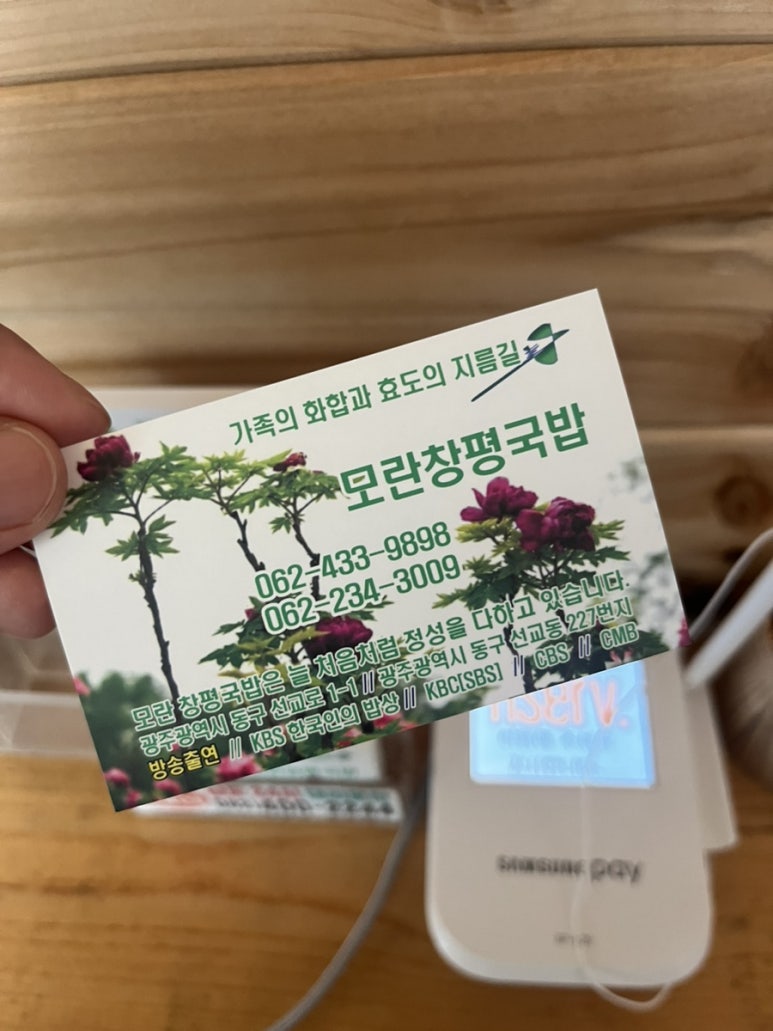 가족의 화합과 효도의 지름길
모란창평국밥
062-433-9898
062-234-3009
모란 창평국밥은 늘 처음처럼 정성을 다하고 있습니다.
광주광역시 동구 선교로 1-1 // 광주광역시 동구 선교동 227번지
방송출연 // KBS 한국인의 밥상 // KBC[SBS] // CBS // CMB
SAMSUNG pay